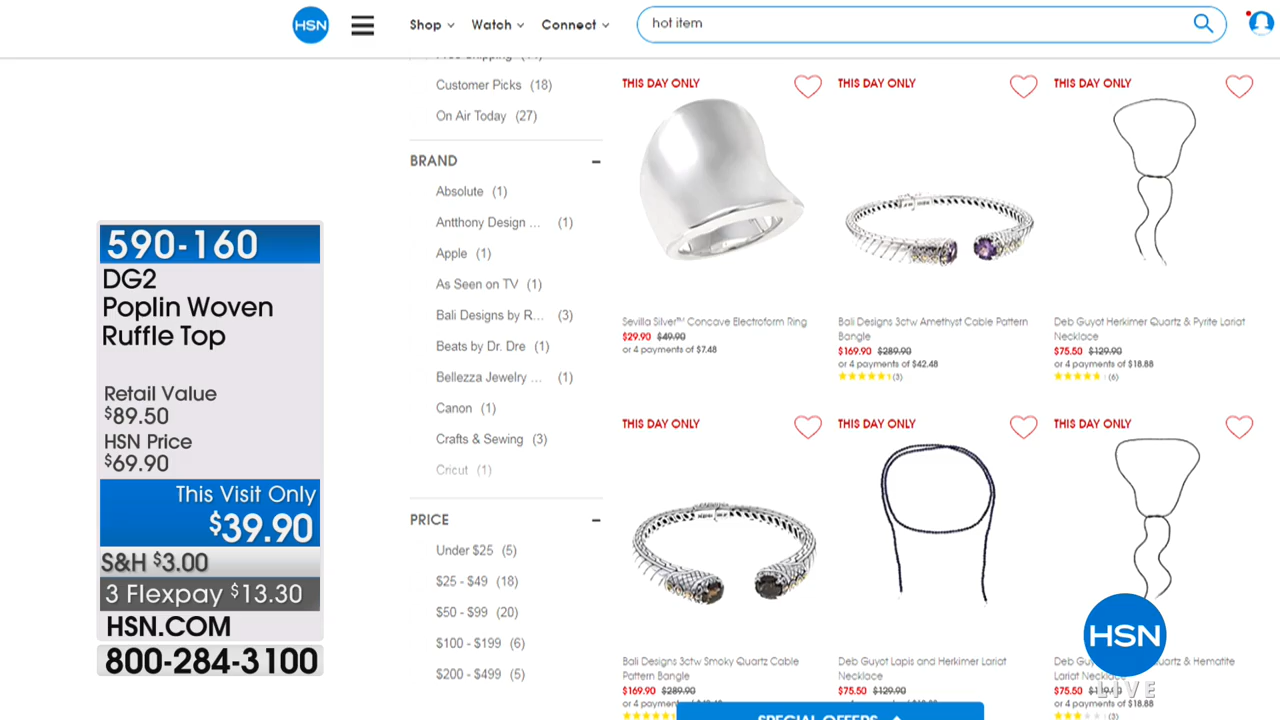 HSN
Shop
Watch
Connect
hot item
Customer Picks (18)
On Air Today (27)
BRAND
Absolute (1)
Antthony Design ... (1)
Apple (1)
As Seen on TV (1)
Bali Designs by R... (3)
Beats by Dr. Dre (1)
Bellezza Jewelry ... (1)
Canon (1)
Crafts & Sewing (3)
Cricut (1)
PRICE
Under $25 (5)
$25 - $49 (18)
$50 - $99 (20)
$100 - $199 (6)
$200 - $499 (5)
590-160
DG2
Poplin Woven
Ruffle Top
Retail Value
$89.50
HSN Price
$69.90
This Visit Only
$39.90
S&H $3.00
3 Flexpay $13.30
HSN.COM
800-284-3100
THIS DAY ONLY
Sevilla Silver™ Concave Electroform Ring
$29.90 $49.90
or 4 payments of $7.48
THIS DAY ONLY
Bali Designs 3ctw Amethyst Cable Pattern
Bangle
$169.90 $289.90
or 4 payments of $42.48
(3)
THIS DAY ONLY
Deb Guyot Herkimer Quartz & Pyrite Lariat
Necklace
$75.50 $129.90
or 4 payments of $18.88
(6)
THIS DAY ONLY
Bali Designs 3ctw Smoky Quartz Cable
Pattern Bangle
$169.90 $289.90
THIS DAY ONLY
Deb Guyot Lapis and Herkimer Lariat
Necklace
$75.50 $129.90
THIS DAY ONLY
Deb Quartz & Hematite
Lariat Necklace
$75.50
or 4 payments of $18.88
(3)
SPECIAL OFFERS
HSN
LIVE